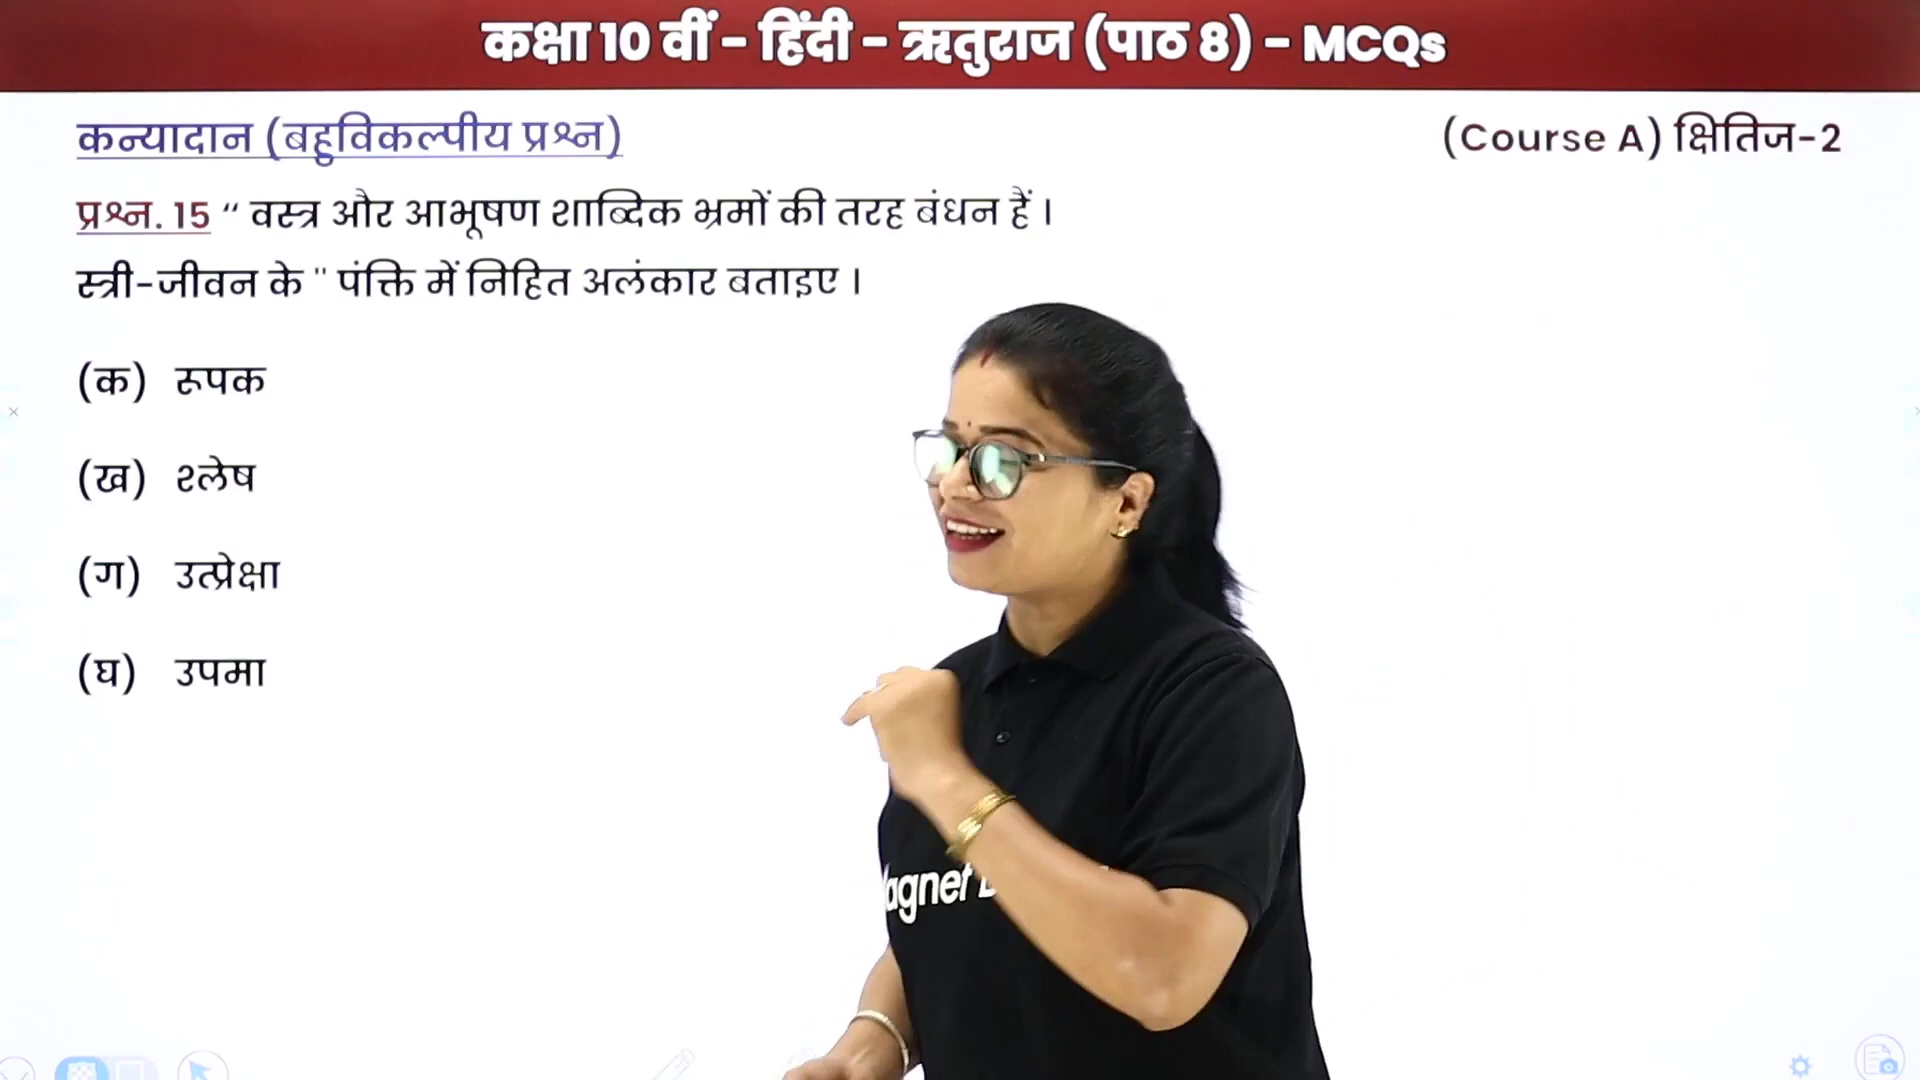 कक्षा 10 वीं - हिंदी - ऋतुराज (पाठ 8) - MCQs
कन्यादान (बहुविकल्पीय प्रश्न)
(Course A) क्षितिज-2
प्रश्न. 15 “ वस्त्र और आभूषण शाब्दिक भ्रमों की तरह बंधन हैं ।
स्त्री-जीवन के " पंक्ति में निहित अलंकार बताइए ।
(क) रूपक
(ख) श्लेष
(ग) उत्प्रेक्षा
(घ) उपमा